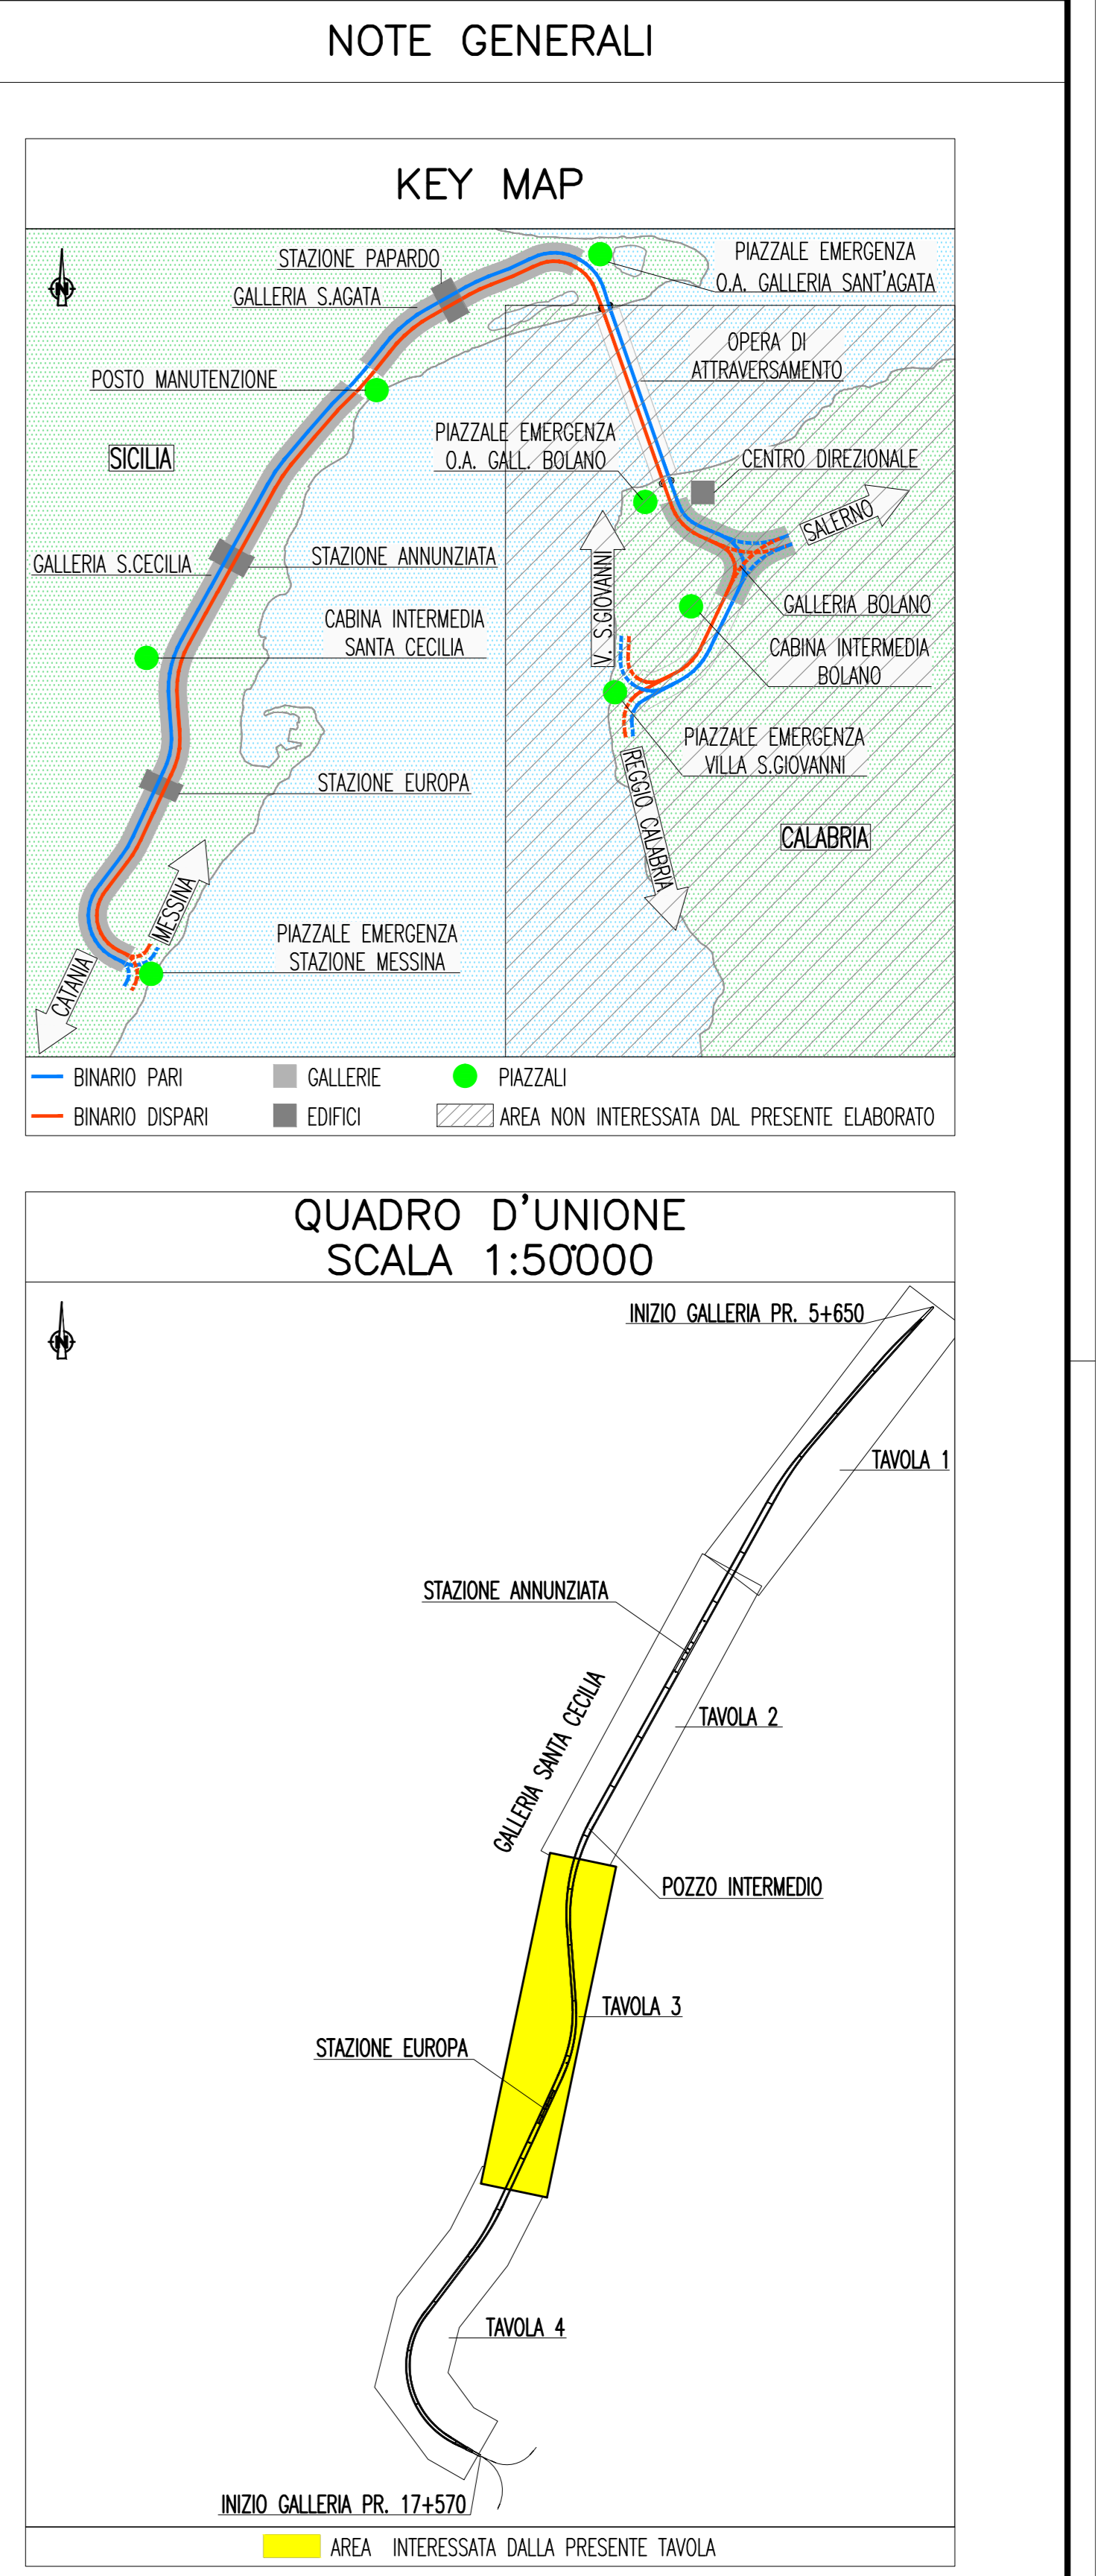 NOTE GENERALI
KEY MAP
N
STAZIONE PAPARDO
GALLERIA S.AGATA
PIAZZALE EMERGENZA
O.A. GALLERIA SANT'AGATA
OPERA DI
ATTRAVERSAMENTO
POSTO MANUTENZIONE
PIAZZALE EMERGENZA
O.A. GALL. BOLANO
SICILIA
CENTRO DIREZIONALE
SALERNO
GALLERIA S.CECILIA
STAZIONE ANNUNZIATA
V. S.GIOVANNI
GALLERIA BOLANO
CABINA INTERMEDIA
SANTA CECILIA
CABINA INTERMEDIA
BOLANO
PIAZZALE EMERGENZA
VILLA S.GIOVANNI
STAZIONE EUROPA
REGGIO CALABRIA
CALABRIA
MESSINA
PIAZZALE EMERGENZA
STAZIONE MESSINA
CATANIA
BINARIO PARI
GALLERIE
PIAZZALI
BINARIO DISPARI
EDIFICI
AREA NON INTERESSATA DAL PRESENTE ELABORATO
QUADRO D'UNIONE
SCALA 1:50'000
N
INIZIO GALLERIA PR. 5+650
TAVOLA 1
STAZIONE ANNUNZIATA
GALLERIA SANTA CECILIA
TAVOLA 2
POZZO INTERMEDIO
TAVOLA 3
STAZIONE EUROPA
TAVOLA 4
INIZIO GALLERIA PR. 17+570
AREA INTERESSATA DALLA PRESENTE TAVOLA